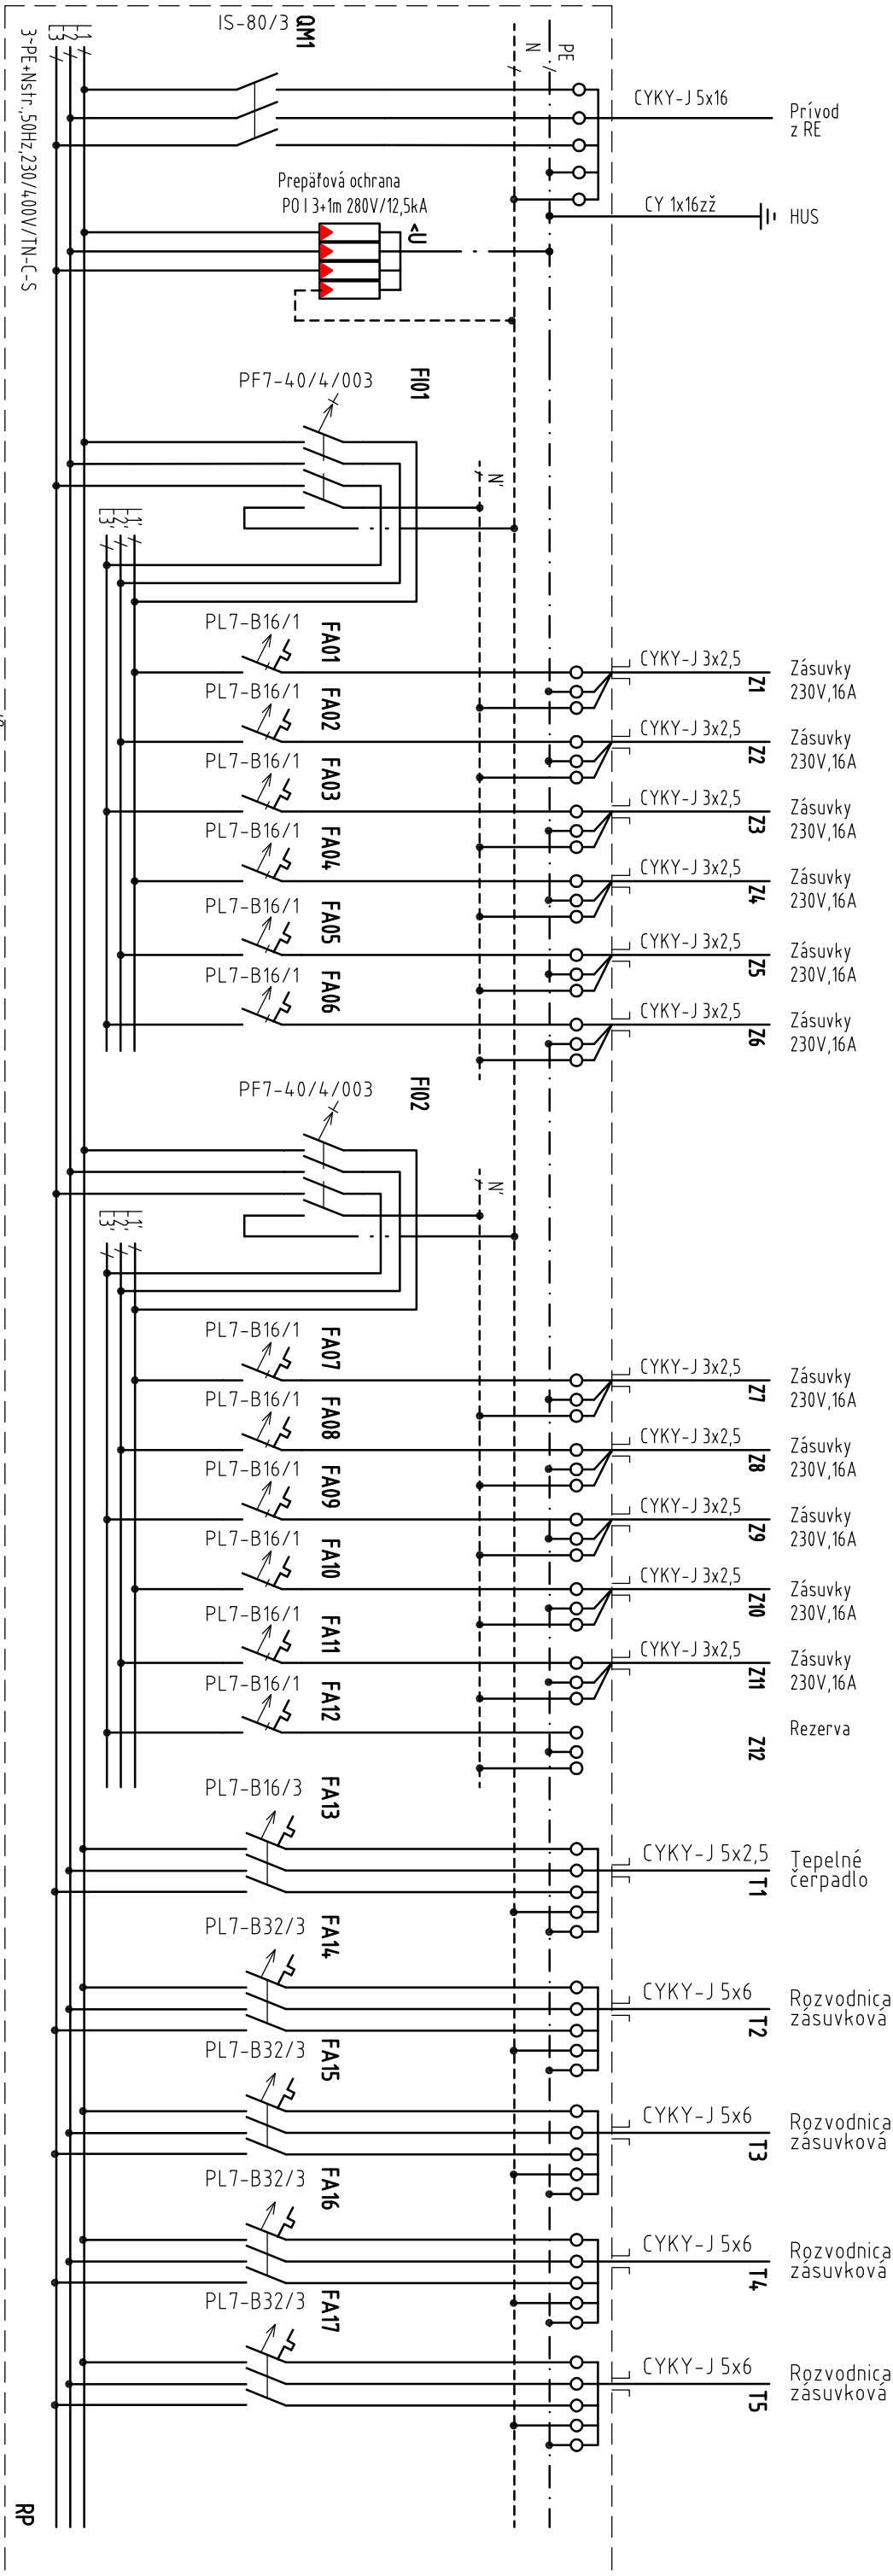 IS-80/3
QM1
L1
L2
L3
3~PE+Nstr.,50Hz,230/400V/TN-C-S
N
PE
CYKY-J 5x16
Prívod
z RE
Prepäťová ochrana
PO I 3+1m 280V/12,5kA
<U
CY 1x16zž
HUS
PF7-40/4/003
FI01
N'
L1'
L2'
L3'
PL7-B16/1
FA01
CYKY-J 3x2,5
Z1
Zásuvky
230V,16A
PL7-B16/1
FA02
CYKY-J 3x2,5
Z2
Zásuvky
230V,16A
PL7-B16/1
FA03
CYKY-J 3x2,5
Z3
Zásuvky
230V,16A
PL7-B16/1
FA04
CYKY-J 3x2,5
Z4
Zásuvky
230V,16A
PL7-B16/1
FA05
CYKY-J 3x2,5
Z5
Zásuvky
230V,16A
PL7-B16/1
FA06
CYKY-J 3x2,5
Z6
Zásuvky
230V,16A
PF7-40/4/003
FI02
N'
L1'
L2'
L3'
PL7-B16/1
FA07
CYKY-J 3x2,5
Z7
Zásuvky
230V,16A
PL7-B16/1
FA08
CYKY-J 3x2,5
Z8
Zásuvky
230V,16A
PL7-B16/1
FA09
CYKY-J 3x2,5
Z9
Zásuvky
230V,16A
PL7-B16/1
FA10
CYKY-J 3x2,5
Z10
Zásuvky
230V,16A
PL7-B16/1
FA11
CYKY-J 3x2,5
Z11
Zásuvky
230V,16A
PL7-B16/1
FA12
Z12
Rezerva
PL7-B16/3
FA13
CYKY-J 5x2,5
T1
Tepelné
čerpadlo
PL7-B32/3
FA14
CYKY-J 5x6
T2
Rozvodnica
zásuvková
PL7-B32/3
FA15
CYKY-J 5x6
T3
Rozvodnica
zásuvková
PL7-B32/3
FA16
CYKY-J 5x6
T4
Rozvodnica
zásuvková
PL7-B32/3
FA17
CYKY-J 5x6
T5
Rozvodnica
zásuvková
RP